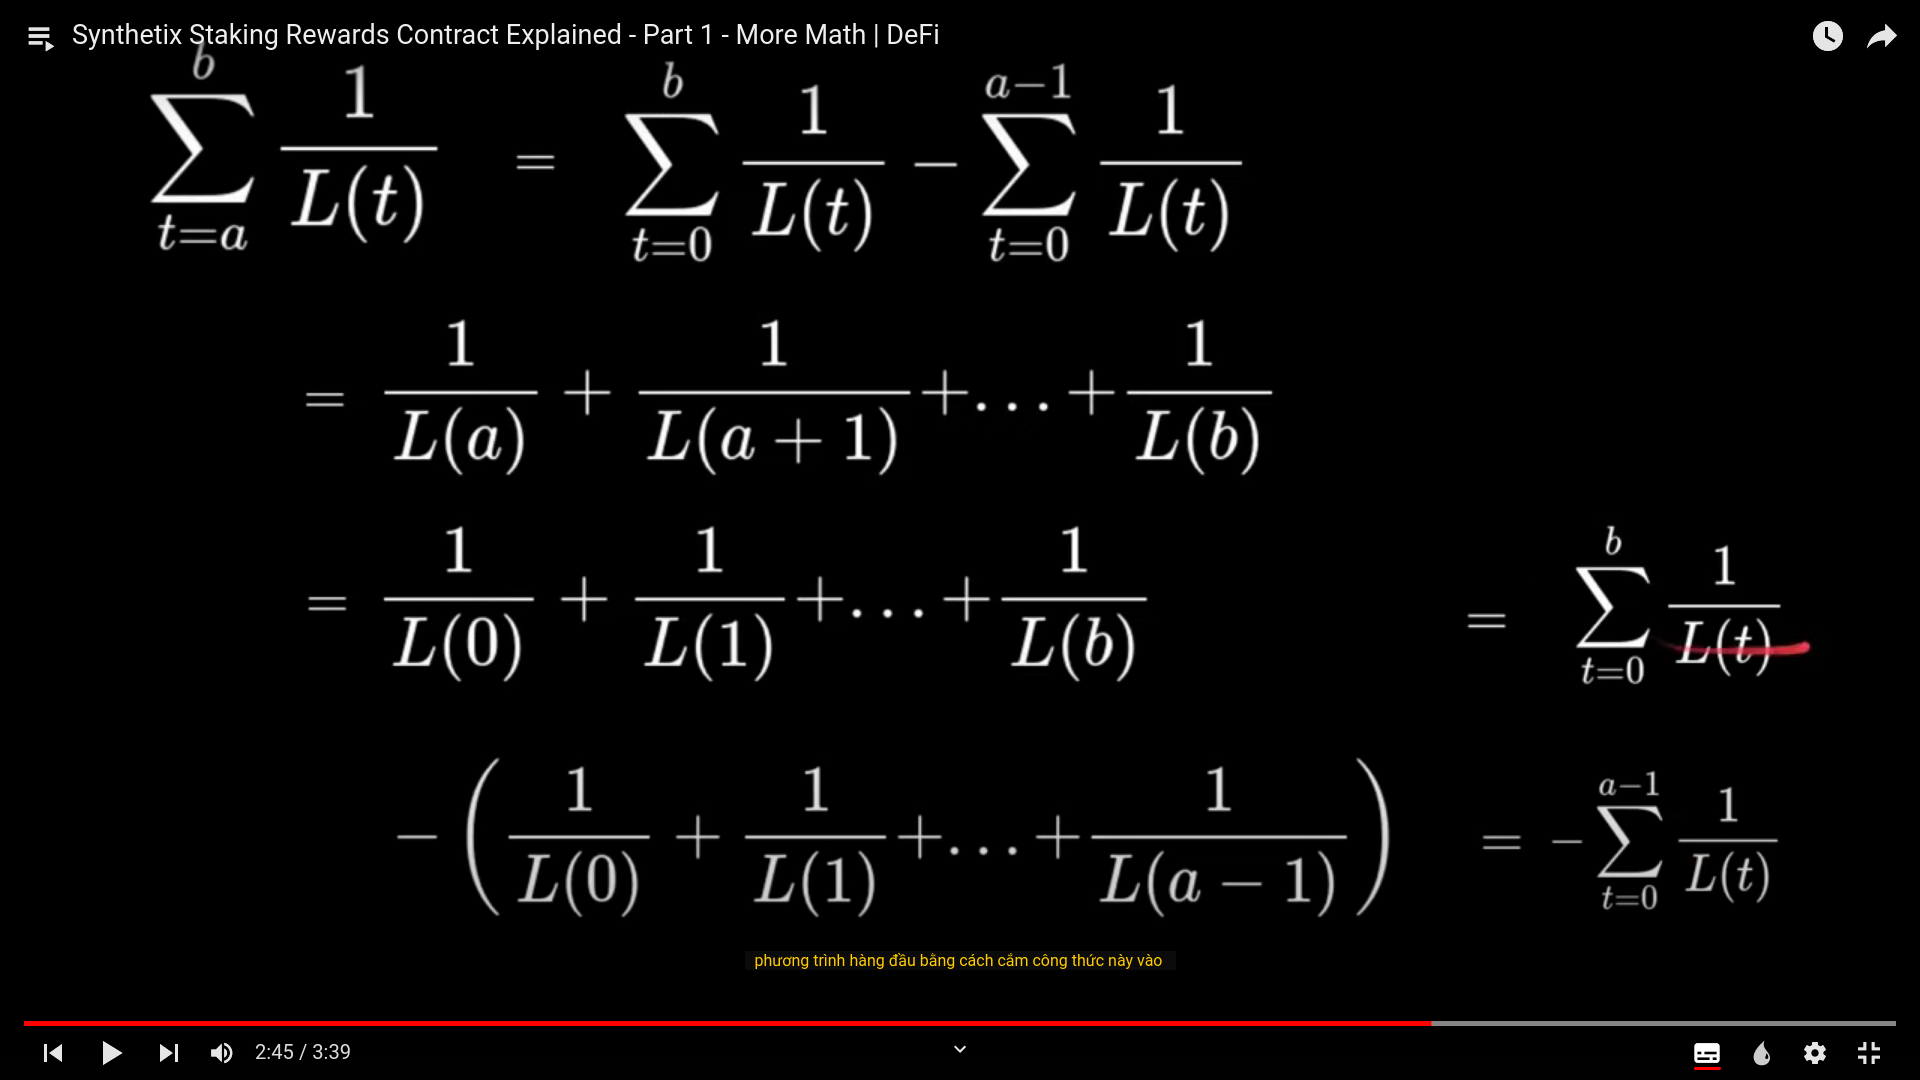 Synthetix Staking Rewards Contract Explained - Part 1 - More Math | DeFi
\sum_{t=a}^{b} \frac{1}{L(t)} = \sum_{t=0}^{b} \frac{1}{L(t)} - \sum_{t=0}^{a-1} \frac{1}{L(t)}
= \frac{1}{L(a)} + \frac{1}{L(a+1)} + \dots + \frac{1}{L(b)}
= \frac{1}{L(0)} + \frac{1}{L(1)} + \dots + \frac{1}{L(b)} = \sum_{t=0}^{b} \frac{1}{L(t)}
- \left( \frac{1}{L(0)} + \frac{1}{L(1)} + \dots + \frac{1}{L(a-1)} \right) = - \sum_{t=0}^{a-1} \frac{1}{L(t)}
phương trình hàng đầu bằng cách cắm công thức này vào
2:45 / 3:39